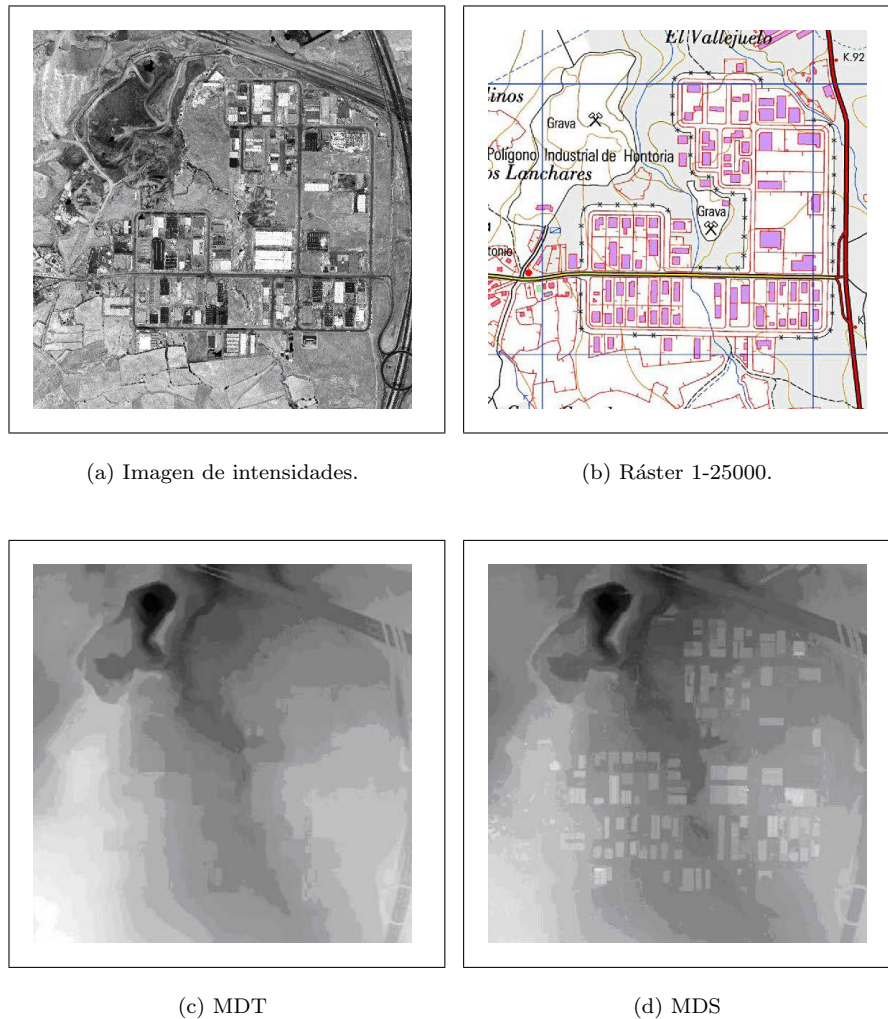 El Vallejuelo
K.92
dinos
Grava
Polígono Industrial de Hontoria
os Lanchares
Grava
tonio
K
(a) Imagen de intensidades.
(b) Ráster 1-25000.
(c) MDT
(d) MDS